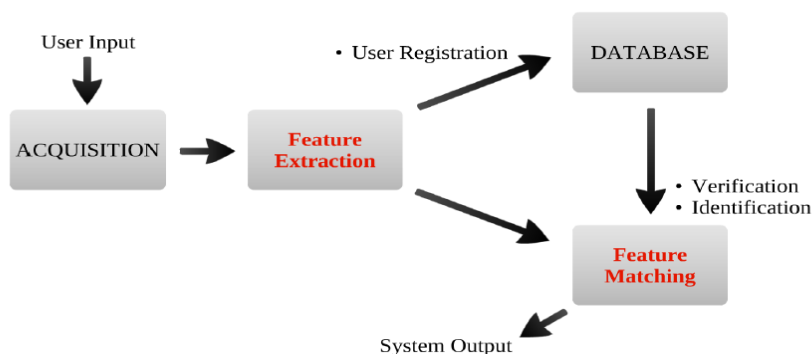 User Input
• User Registration
DATABASE
ACQUISITION
Feature
Extraction
• Verification
• Identification
Feature
Matching
System Output